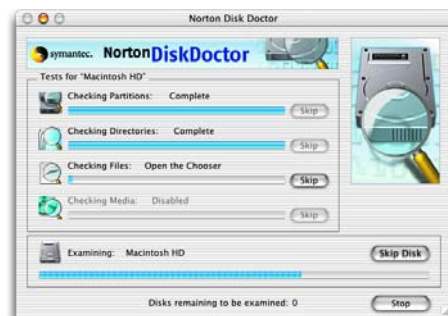 Norton Disk Doctor
symantec. Norton DiskDoctor
Tests for "Macintosh HD"
Checking Partitions: Complete
Skip
Checking Directories: Complete
Skip
Checking Files: Open the Chooser
Skip
Checking Media: Disabled
Skip
Examining: Macintosh HD
Skip Disk
Disks remaining to be examined: 0
Stop